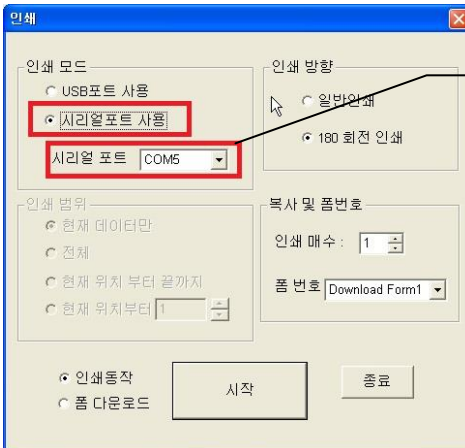 인쇄
인쇄 모드
USB포트 사용
시리얼포트 사용
시리얼 포트 COM5
인쇄 방향
일반인쇄
180 회전 인쇄
인쇄 범위
현재 데이터만
전체
현재 위치 부터 끝까지
현재 위치부터 1
복사 및 폼번호
인쇄 매수 : 1
폼 번호 Download Form1
인쇄동작
폼 다운로드
시작
종료